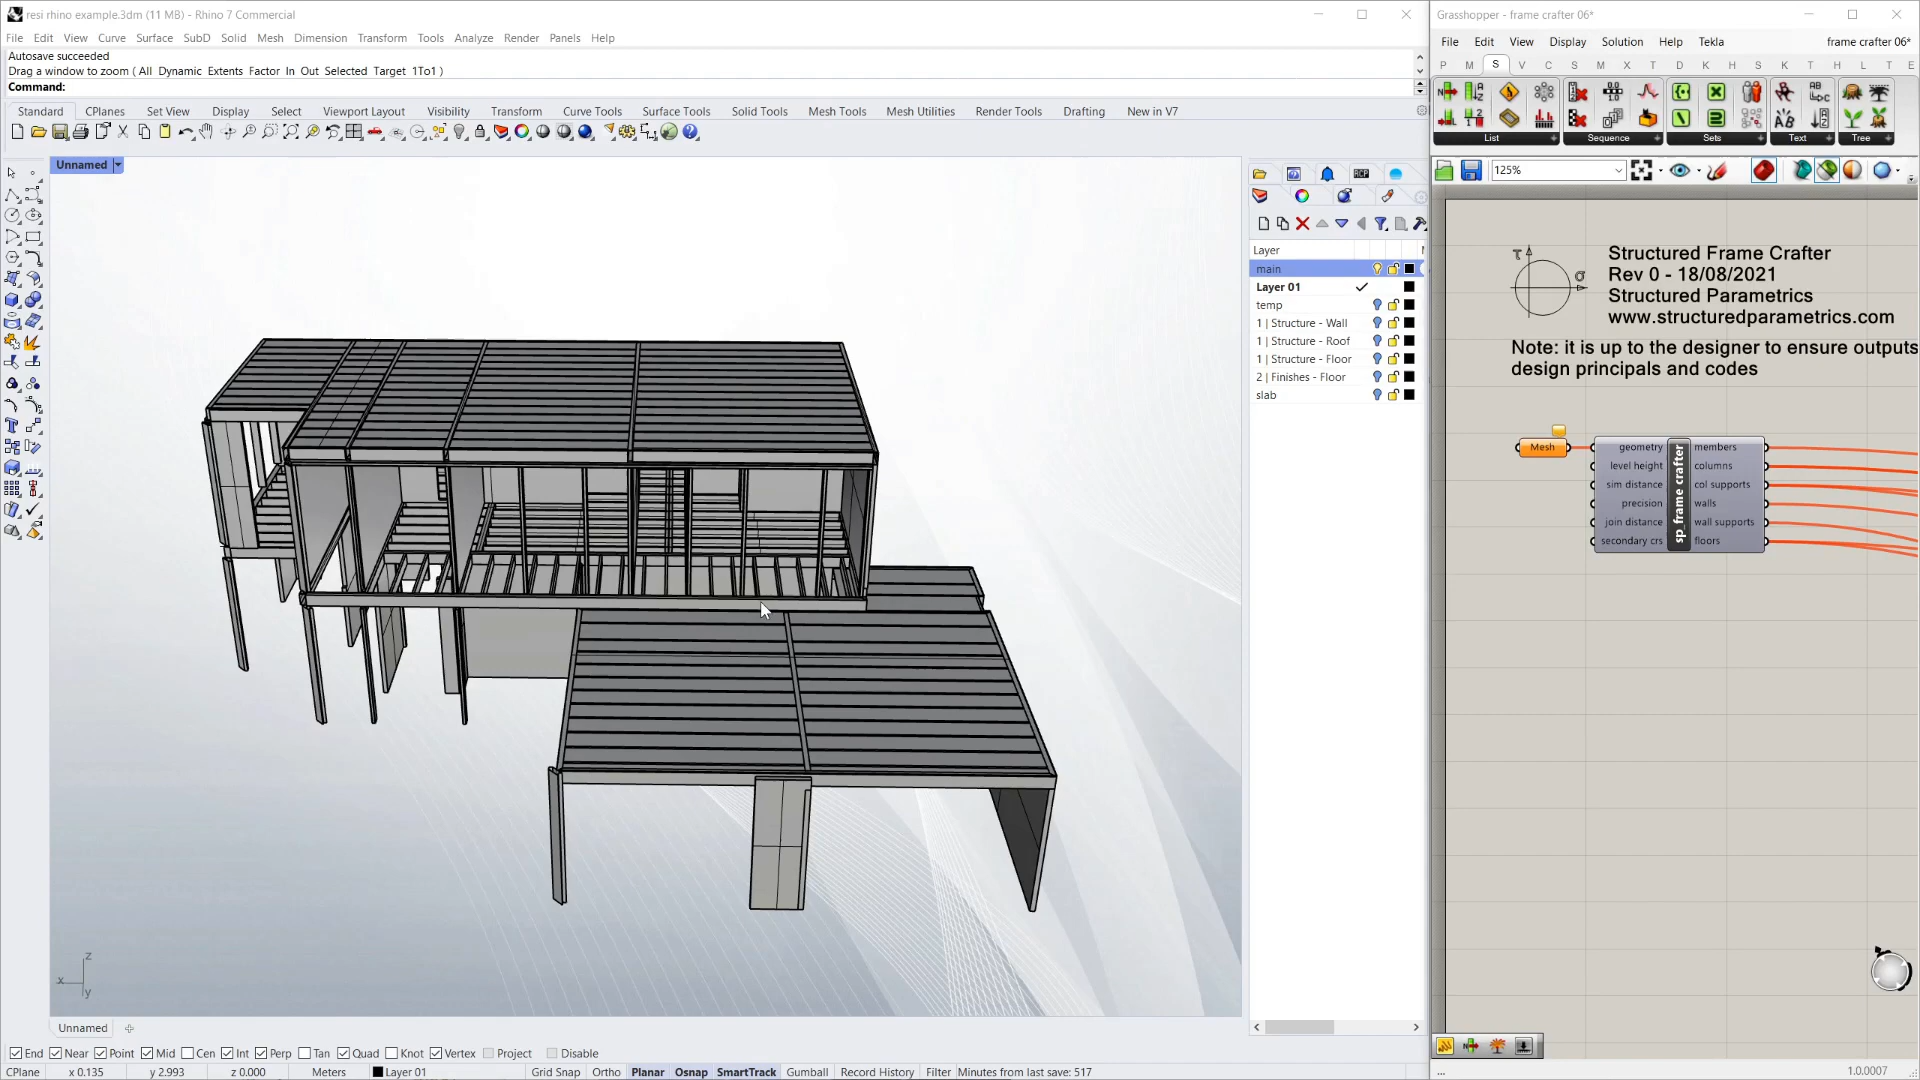 resi rhino example.3dm (11 MB) - Rhino 7 Commercial
File Edit View Curve Surface SubD Solid Mesh Dimension Transform Tools Analyze Render Panels Help
Autosave succeeded
Drag a window to zoom ( All Dynamic Extents Factor In Out Selected Target 1To1 )
Command:
Standard CPlanes Set View Display Select Viewport Layout Visibility Transform Curve Tools Surface Tools Solid Tools Mesh Tools Mesh Utilities Render Tools Drafting New in V7
Unnamed
RCP
Layer
main
Layer 01
temp
1 | Structure - Wall
1 | Structure - Roof
1 | Structure - Floor
2 | Finishes - Floor
slab
z
x
y
Unnamed
End Near Point Mid Cen Int Perp Tan Quad Knot Vertex Project Disable
CPlane x 0.135 y 2.993 z 0.000 Meters Layer 01 Grid Snap Ortho Planar Osnap SmartTrack Gumball Record History Filter Minutes from last save: 517
Grasshopper - frame crafter 06*
File Edit View Display Solution Help Tekla frame crafter 06*
P M S V C S M X T D K H S K T H L T E
List Sequence Sets Text Tree
125%
τ
σ
Structured Frame Crafter
Rev 0 - 18/08/2021
Structured Parametrics
www.structuredparametrics.com
Note: it is up to the designer to ensure outputs
design principals and codes
Mesh
geometry
level height
sim distance
precision
join distance
secondary crs
sp_frame crafter
members
columns
col supports
walls
wall supports
floors
... 1.0.0007